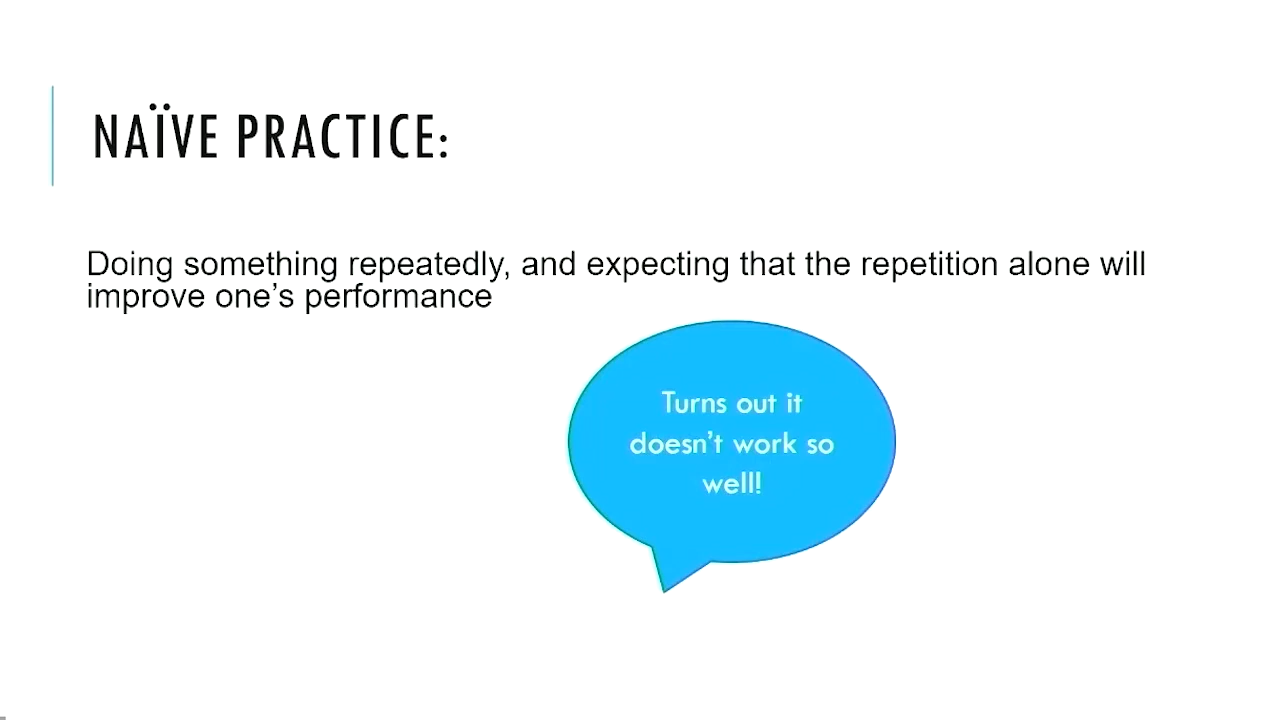 NAÏVE PRACTICE:
Doing something repeatedly, and expecting that the repetition alone will
improve one’s performance
Turns out it
doesn’t work so
well!